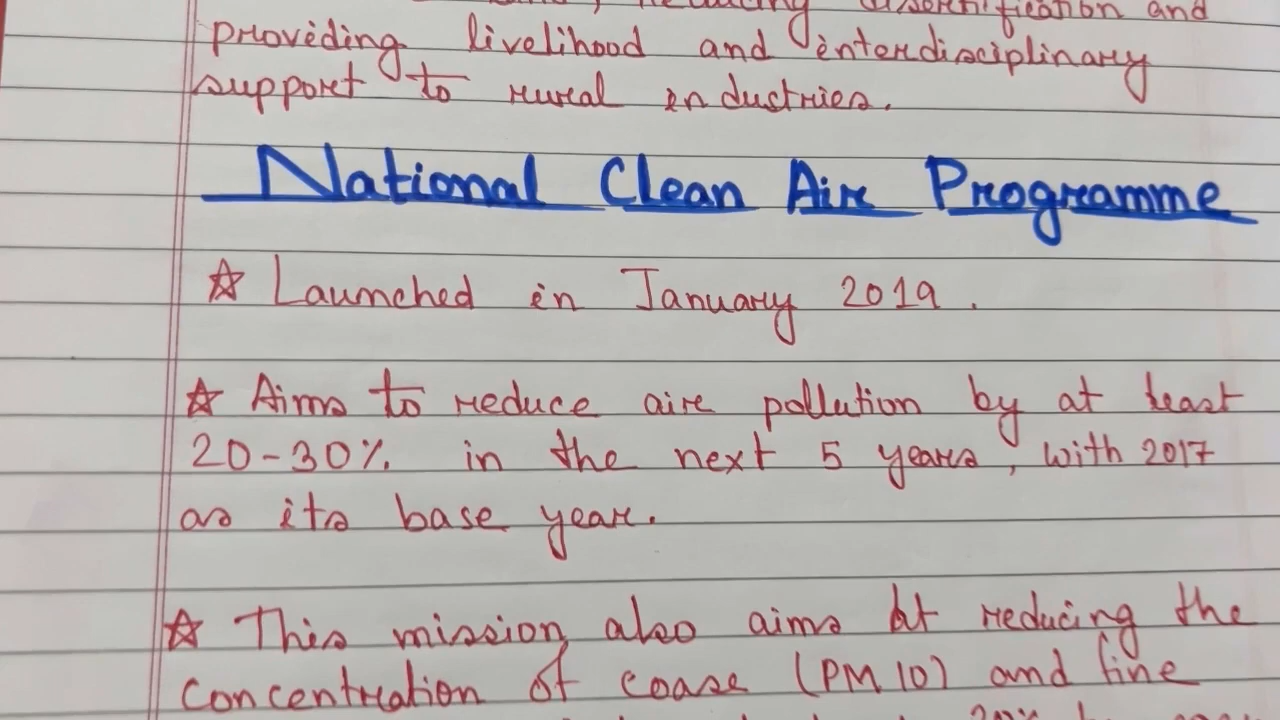 and
providing livelihood and interdisciplinary
support to rural industries.
National Clean Air Programme
☆ Launched in January 2019.
☆ Aims to reduce air pollution by at least
20-30% in the next 5 years, with 2017
as its base year.
☆ This mission also aims at reducing the
concentration of coase (PM 10) and fine